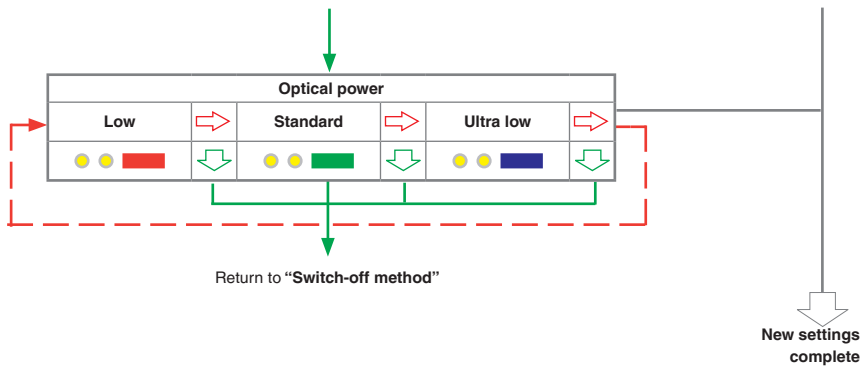 Optical power
Low Standard Ultra low
Return to “Switch-off method”
New settings
complete